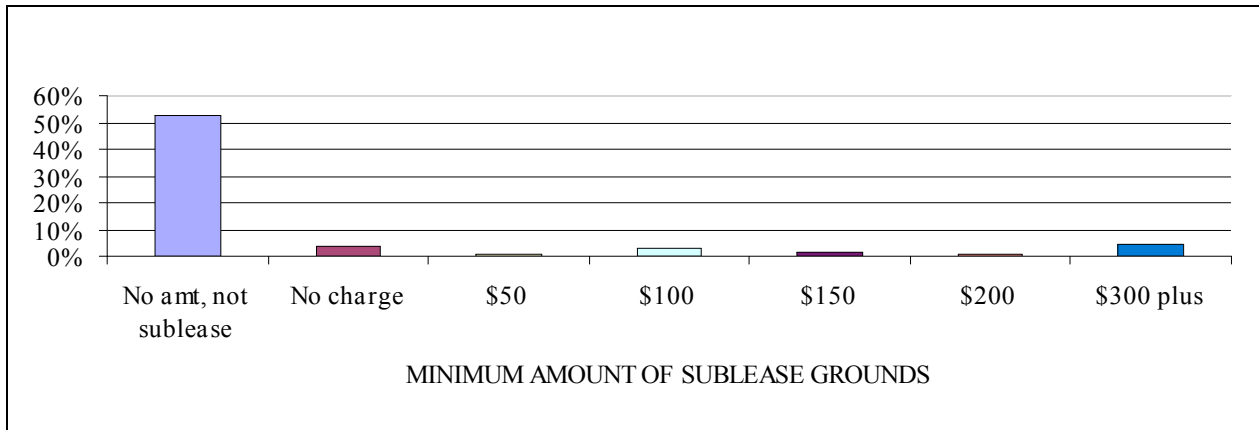 60%
50%
40%
30%
20%
10%
0%
No amt, not
sublease
No charge
$50
$100
$150
$200
$300 plus
MINIMUM AMOUNT OF SUBLEASE GROUNDS